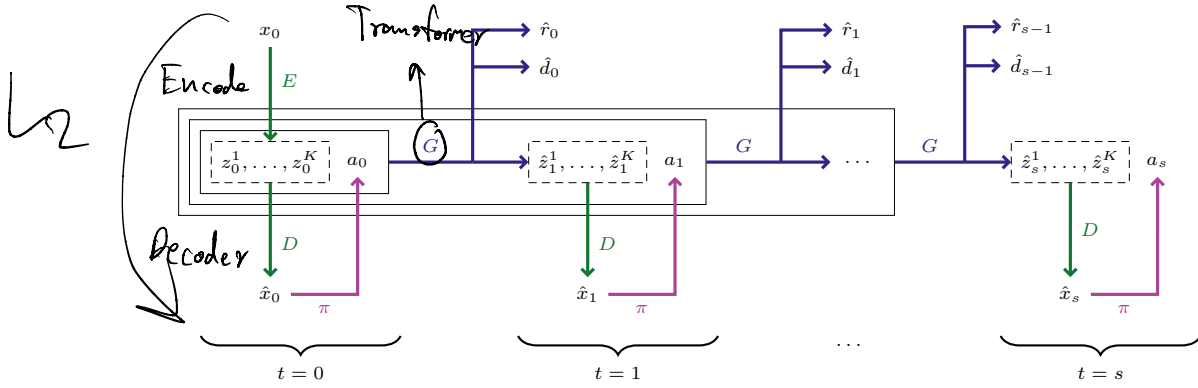 Transformer
x₀ r̂₀ r̂₁ r̂ₛ₋₁
Encode E d̂₀ d̂₁ d̂ₛ₋₁
L2
z₀¹, . . . , z₀ᴷ a₀ G ẑ₁¹, . . . , ẑ₁ᴷ a₁ G · · · G ẑₛ¹, . . . , ẑₛᴷ aₛ
Decoder D D D
x̂₀ π x̂₁ π x̂ₛ π
t = 0 t = 1 · · · t = s